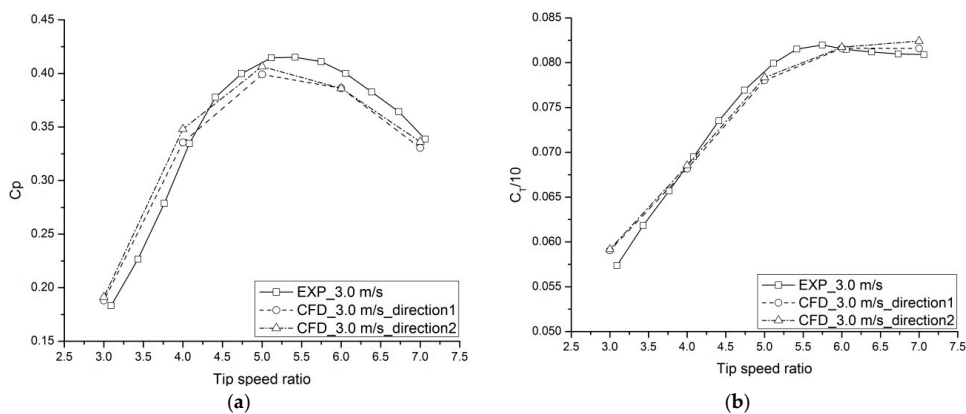 0.45
0.40
0.35
0.30
0.25
0.20
0.15
Cp
EXP_3.0 m/s
CFD_3.0 m/s_direction1
CFD_3.0 m/s_direction2
2.5 3.0 3.5 4.0 4.5 5.0 5.5 6.0 6.5 7.0 7.5
Tip speed ratio
(a)
0.085
0.080
0.075
0.070
0.065
0.060
0.055
0.050
C_T/10
EXP_3.0 m/s
CFD_3.0 m/s_direction1
CFD_3.0 m/s_direction2
2.5 3.0 3.5 4.0 4.5 5.0 5.5 6.0 6.5 7.0 7.5
Tip speed ratio
(b)